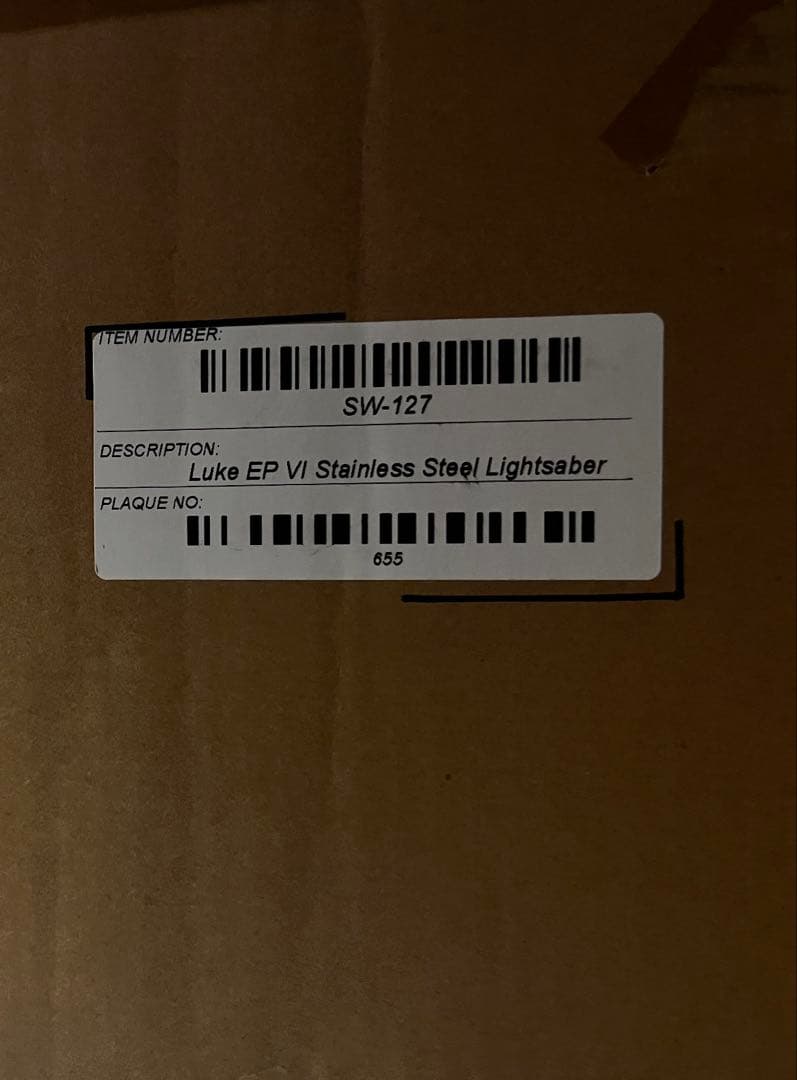 ITEM NUMBER:
SW-127
DESCRIPTION:
Luke EP VI Stainless Steel Lightsaber
PLAQUE NO:
655